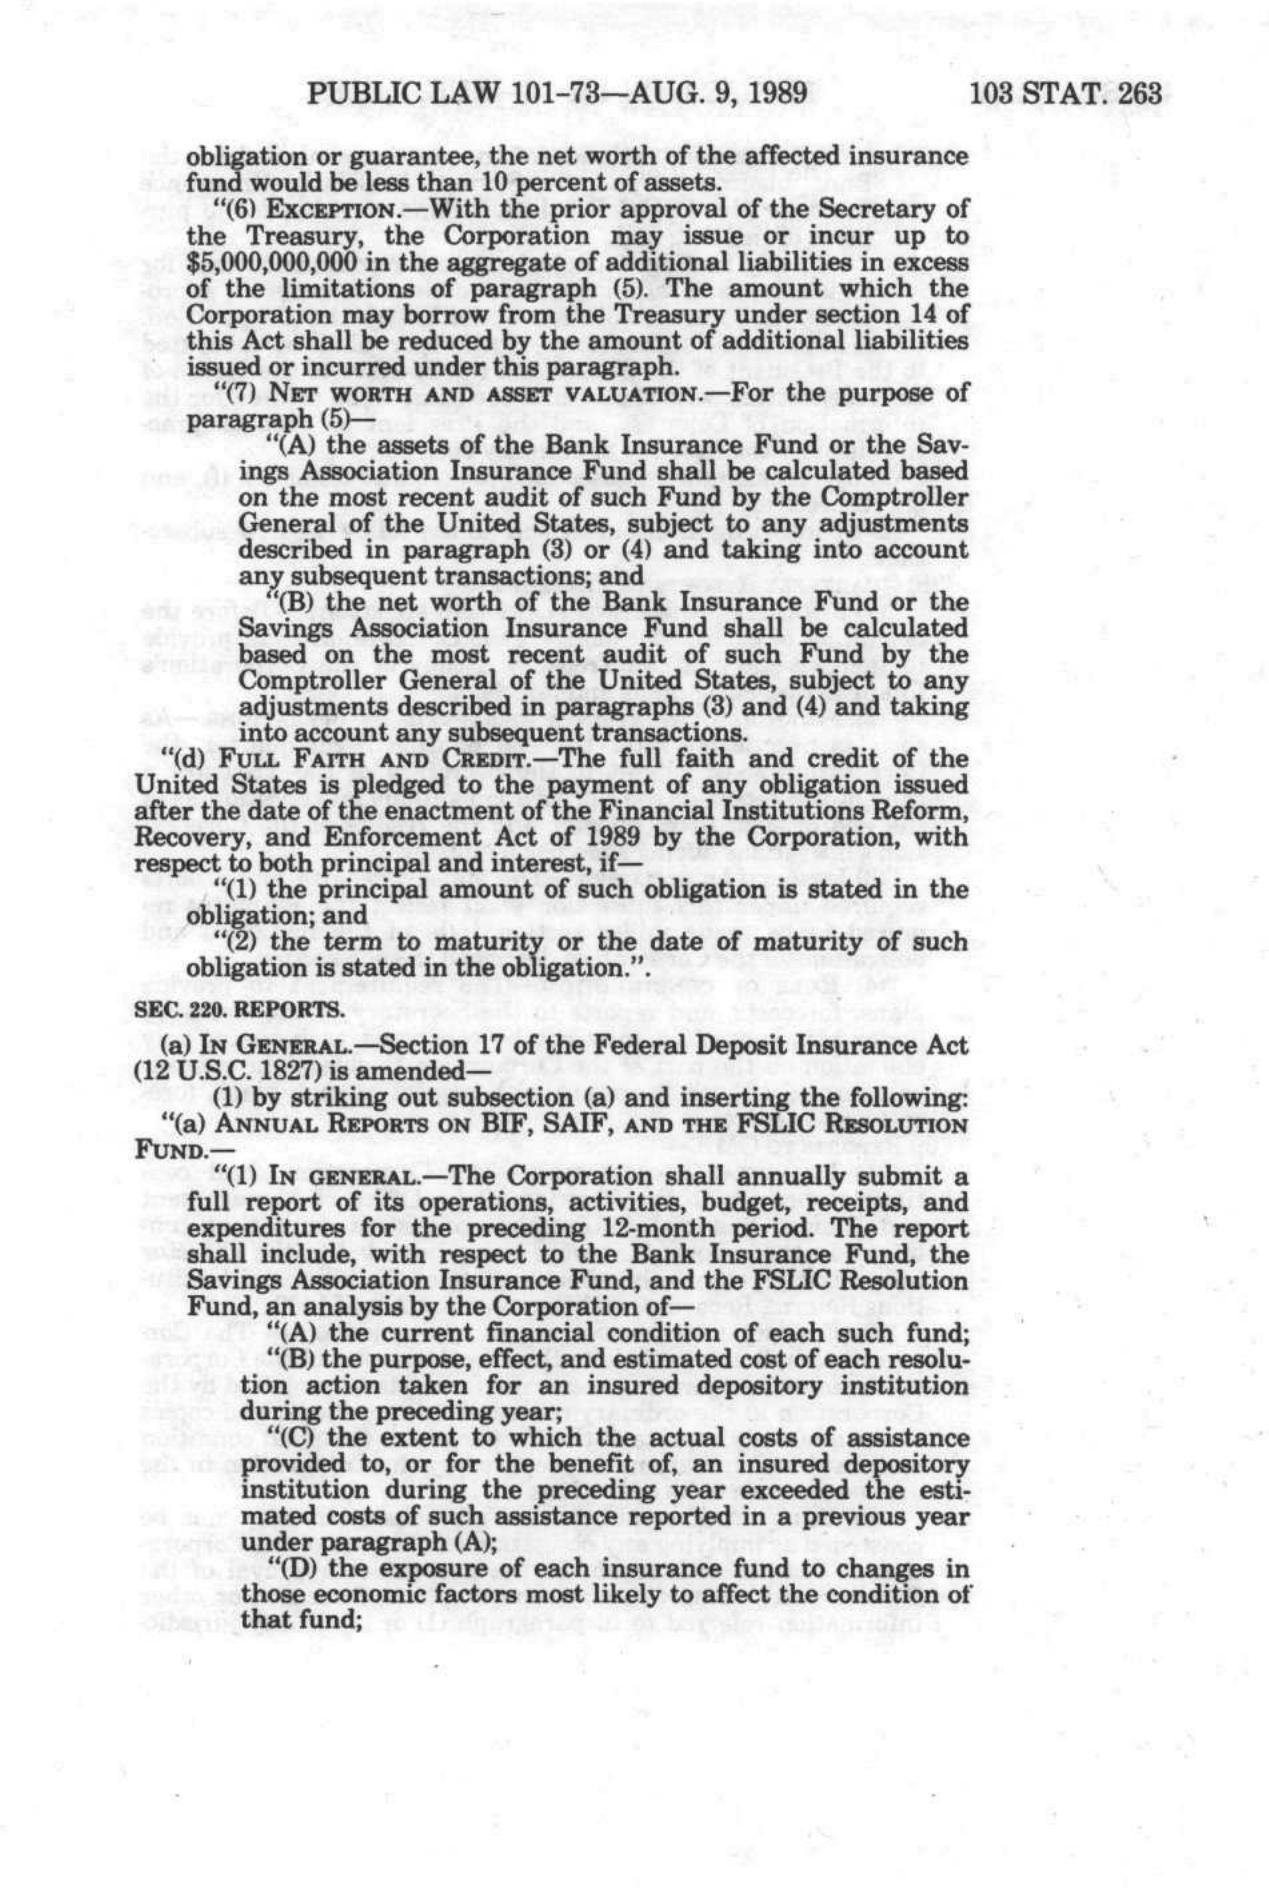 PUBLIC LAW 101–73—AUG. 9, 1989 103 STAT. 263
obligation or guarantee, the net worth of the affected insurance
fund would be less than 10 percent of assets.
"(6) EXCEPTION.—With the prior approval of the Secretary of
the Treasury, the Corporation may issue or incur up to
$5,000,000,000 in the aggregate of additional liabilities in excess
of the limitations of paragraph (5). The amount which the
Corporation may borrow from the Treasury under section 14 of
this Act shall be reduced by the amount of additional liabilities
issued or incurred under this paragraph.
"(7) NET WORTH AND ASSET VALUATION.—For the purpose of
paragraph (5)—
"(A) the assets of the Bank Insurance Fund or the Sav-
ings Association Insurance Fund shall be calculated based
on the most recent audit of such Fund by the Comptroller
General of the United States, subject to any adjustments
described in paragraph (3) or (4) and taking into account
any subsequent transactions; and
"(B) the net worth of the Bank Insurance Fund or the
Savings Association Insurance Fund shall be calculated
based on the most recent audit of such Fund by the
Comptroller General of the United States, subject to any
adjustments described in paragraphs (3) and (4) and taking
into account any subsequent transactions.
"(d) FULL FAITH AND CREDIT.—The full faith and credit of the
United States is pledged to the payment of any obligation issued
after the date of the enactment of the Financial Institutions Reform,
Recovery, and Enforcement Act of 1989 by the Corporation, with
respect to both principal and interest, if—
"(1) the principal amount of such obligation is stated in the
obligation; and
"(2) the term to maturity or the date of maturity of such
obligation is stated in the obligation.".
SEC. 220. REPORTS.
(a) IN GENERAL.—Section 17 of the Federal Deposit Insurance Act
(12 U.S.C. 1827) is amended—
(1) by striking out subsection (a) and inserting the following:
"(a) ANNUAL REPORTS ON BIF, SAIF, AND THE FSLIC RESOLUTION
FUND.—
"(1) IN GENERAL.—The Corporation shall annually submit a
full report of its operations, activities, budget, receipts, and
expenditures for the preceding 12-month period. The report
shall include, with respect to the Bank Insurance Fund, the
Savings Association Insurance Fund, and the FSLIC Resolution
Fund, an analysis by the Corporation of—
"(A) the current financial condition of each such fund;
"(B) the purpose, effect, and estimated cost of each resolu-
tion action taken for an insured depository institution
during the preceding year;
"(C) the extent to which the actual costs of assistance
provided to, or for the benefit of, an insured depository
institution during the preceding year exceeded the esti-
mated costs of such assistance reported in a previous year
under paragraph (A);
"(D) the exposure of each insurance fund to changes in
those economic factors most likely to affect the condition of
that fund;